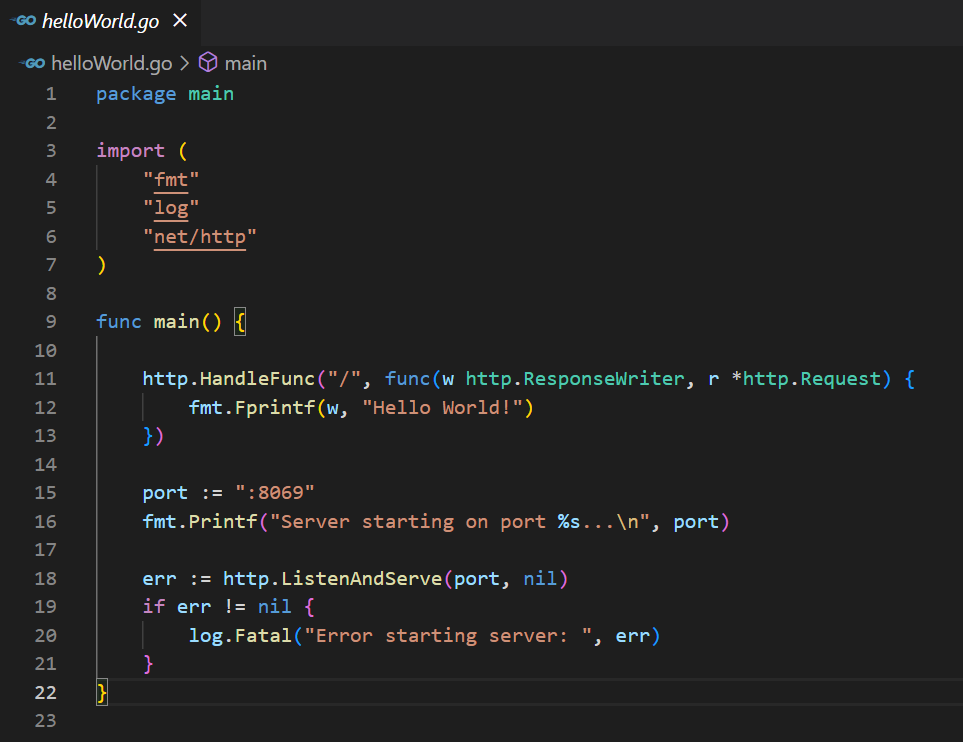 GO helloWorld.go ×
GO helloWorld.go > main
1 package main
2
3 import (
4     "fmt"
5     "log"
6     "net/http"
7 )
8
9 func main() {
10
11     http.HandleFunc("/", func(w http.ResponseWriter, r *http.Request) {
12         fmt.Fprintf(w, "Hello World!")
13     })
14
15     port := ":8069"
16     fmt.Printf("Server starting on port %s...\n", port)
17
18     err := http.ListenAndServe(port, nil)
19     if err != nil {
20         log.Fatal("Error starting server: ", err)
21     }
22 }
23